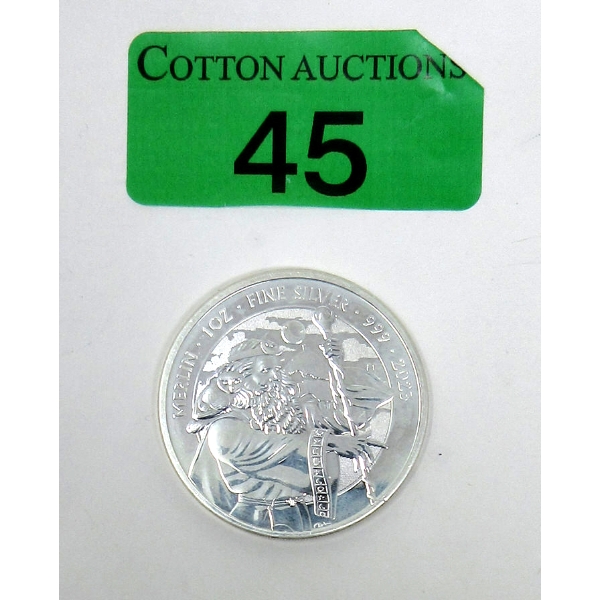 COTTON AUCTIONS
45
MERLIN · 1OZ · FINE SILVER · 999 · 2023